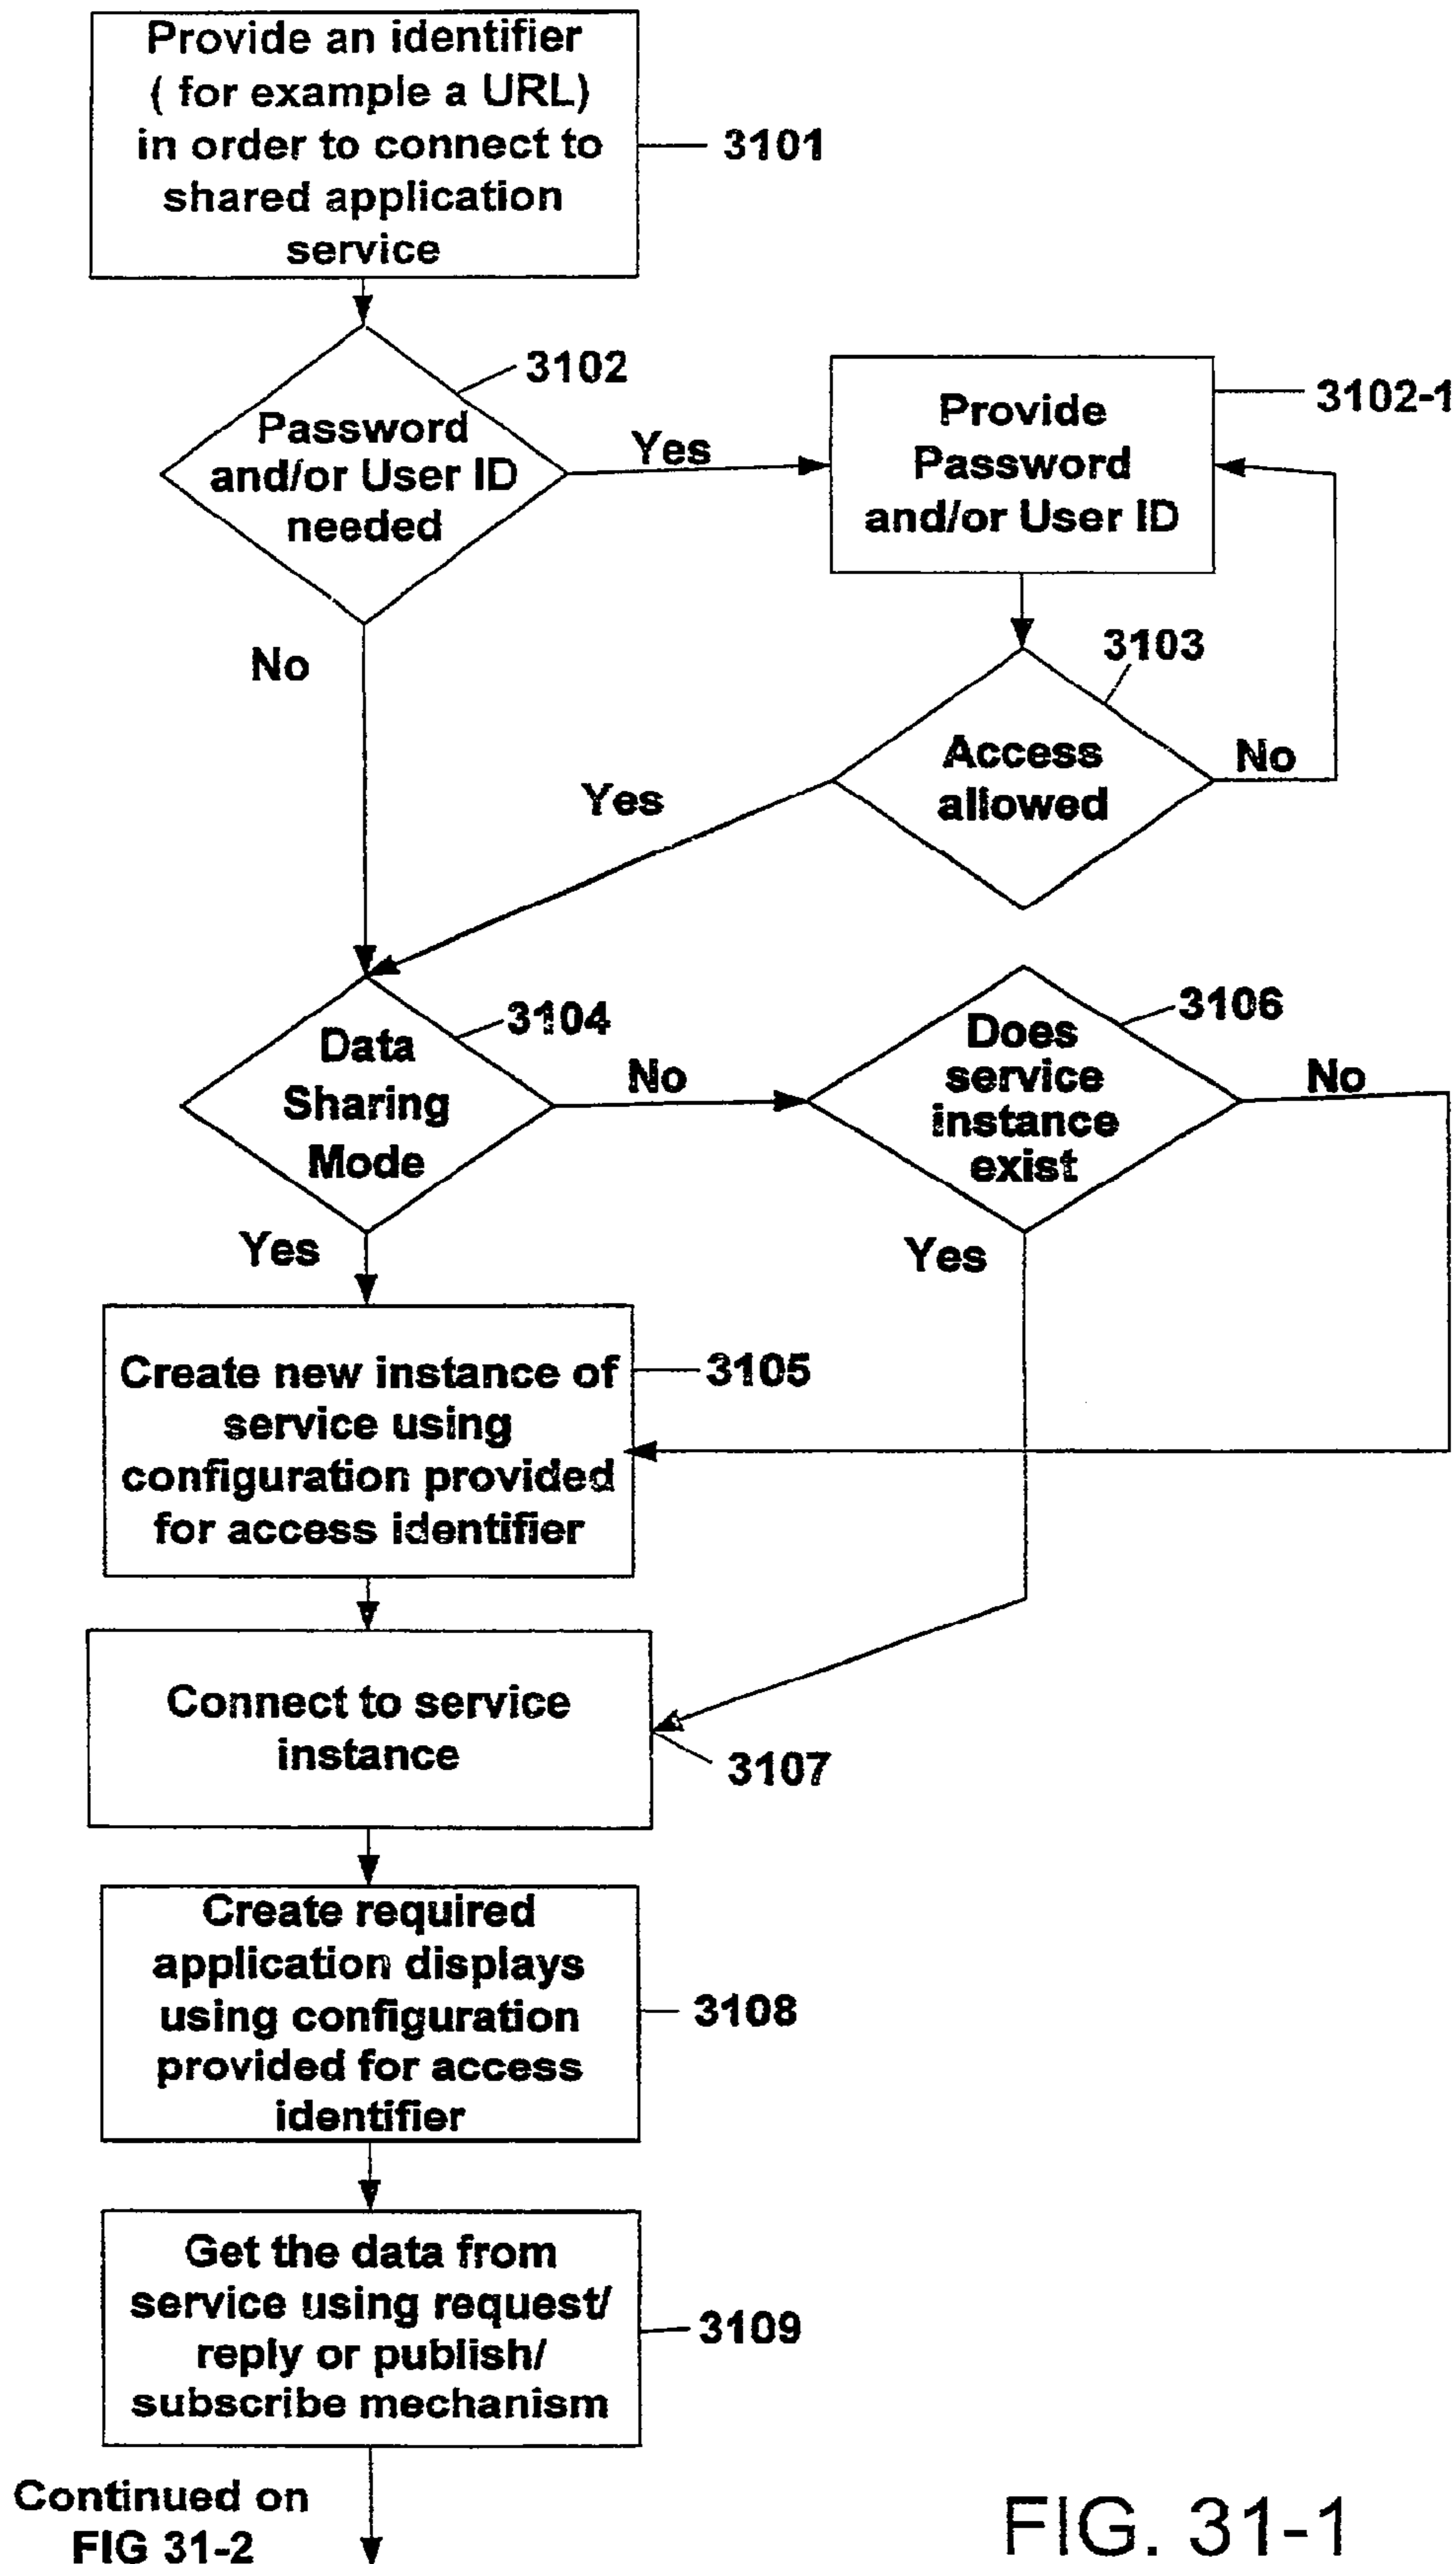 Provide an identifier
( for example a URL)
in order to connect to
shared application
service
3101
3102
Password
and/or User ID
needed
Yes
No
Provide
Password
and/or User ID
3102-1
3103
Access
allowed
No
Yes
3104
Data
Sharing
Mode
No
Yes
3106
Does
service
instance
exist
No
Yes
Create new instance of
service using
configuration provided
for access identifier
3105
Connect to service
instance
3107
Create required
application displays
using configuration
provided for access
identifier
3108
Get the data from
service using request/
reply or publish/
subscribe mechanism
3109
Continued on
FIG 31-2
FIG. 31-1